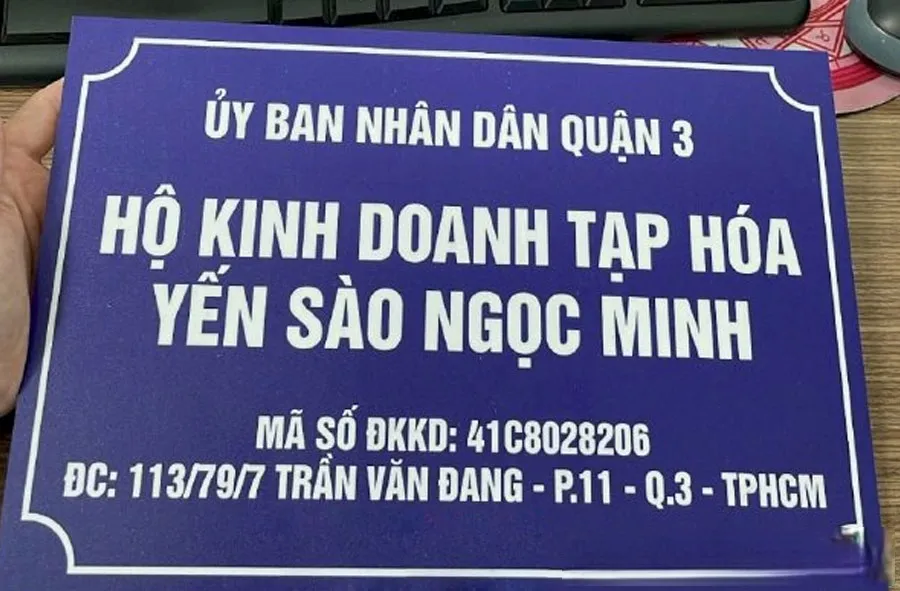 ỦY BAN NHÂN DÂN QUẬN 3
HỘ KINH DOANH TẠP HÓA
YẾN SÀO NGỌC MINH
MÃ SỐ ĐKKD: 41C8028206
ĐC: 113/79/7 TRẦN VĂN ĐANG - P.11 - Q.3 - TPHCM